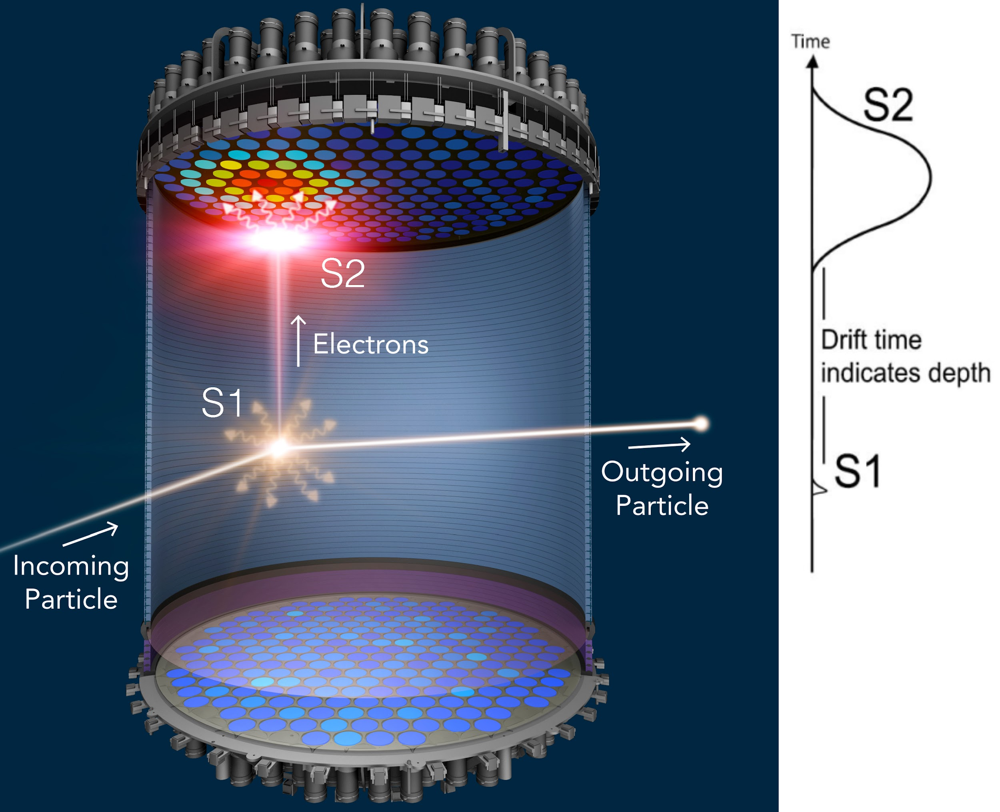 S2
Electrons
S1
Outgoing
Particle
Incoming
Particle
Time
S2
Drift time
indicates depth
S1